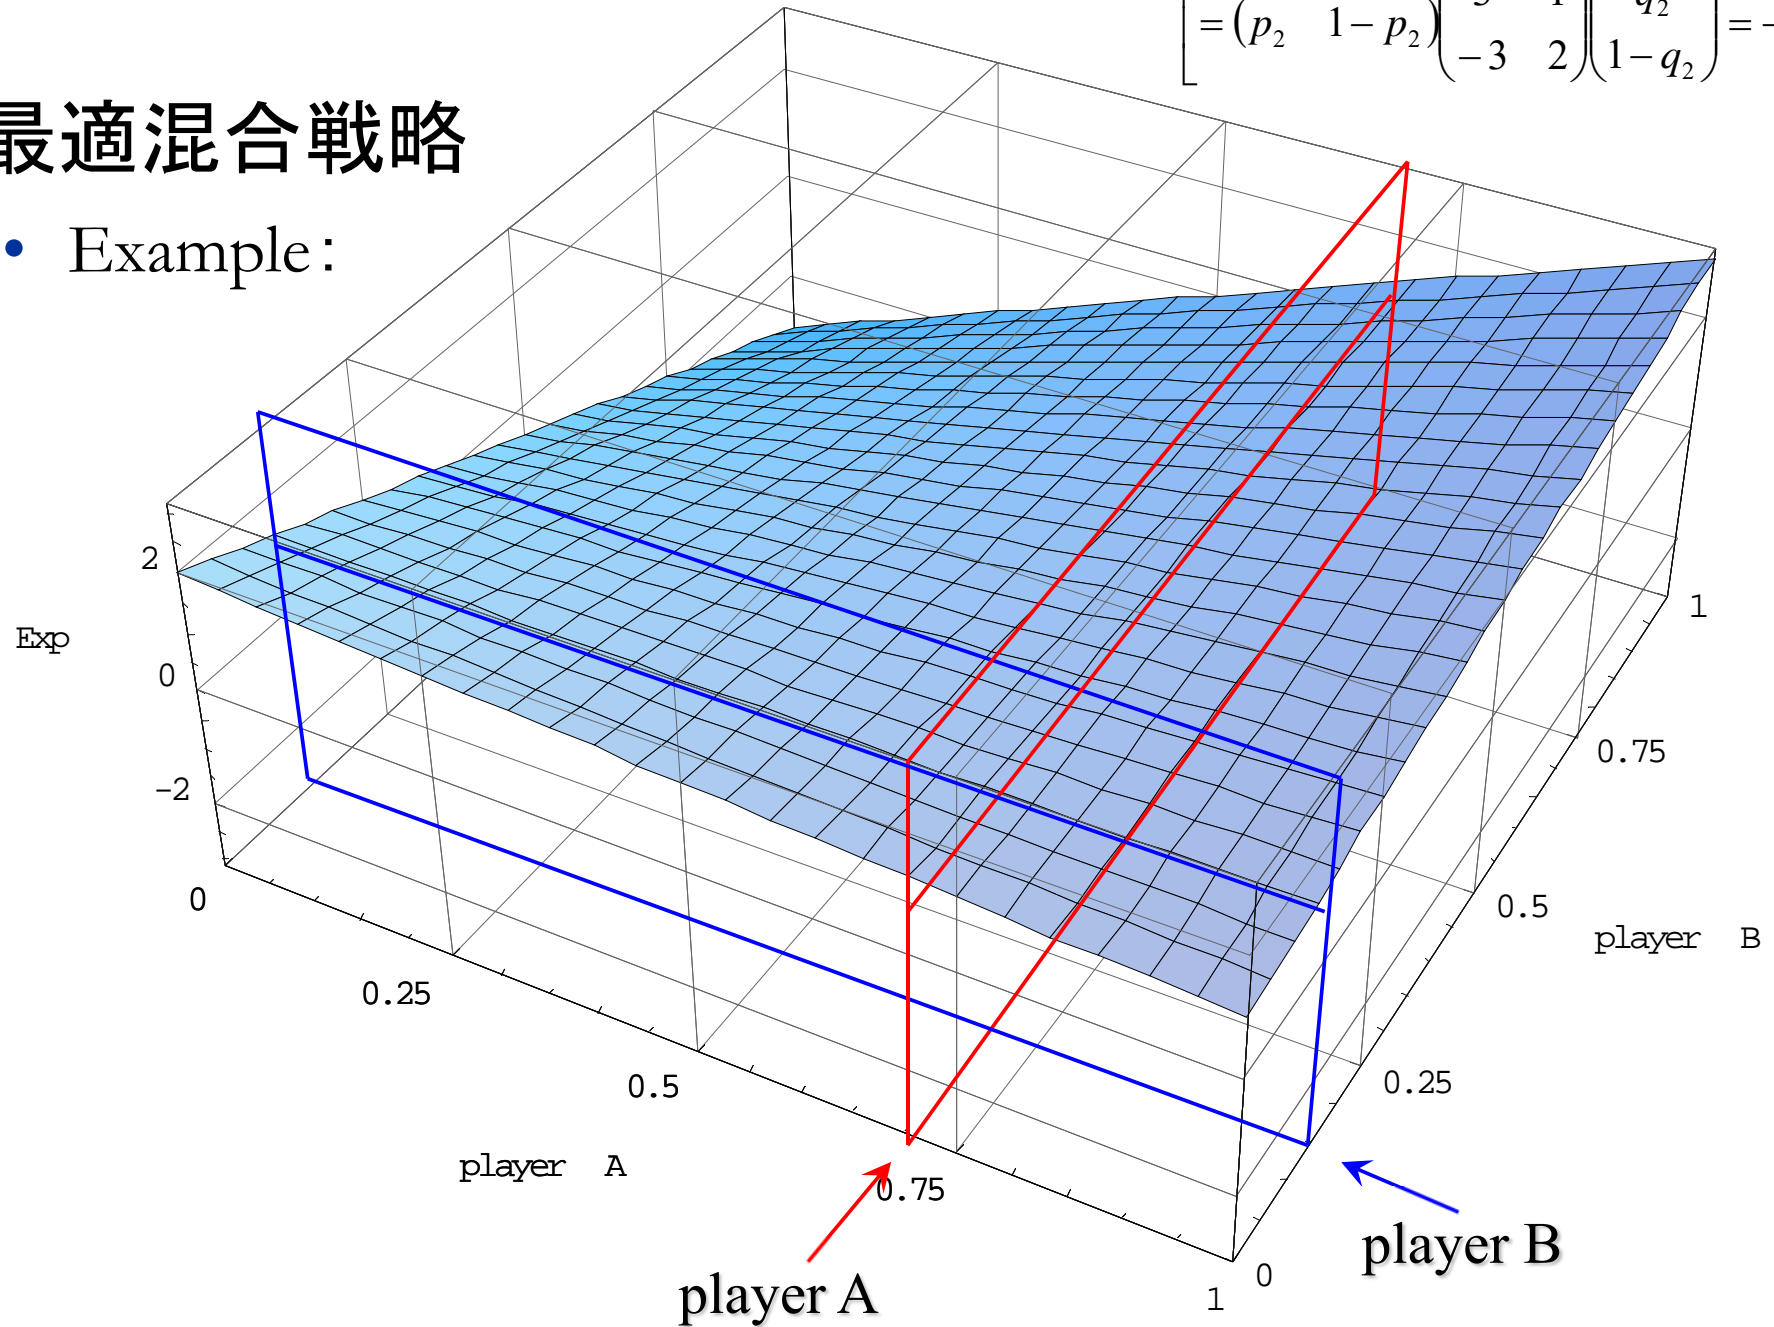 = (p₂ 1 − p₂)(
−3 2)(1 − q₂) = −
q₂
最適混合戦略
• Example:
2
Exp
0
-2
0
0.25
0.5
0.75
1
player A
0
0.25
0.5
0.75
1
player B
player A
player B